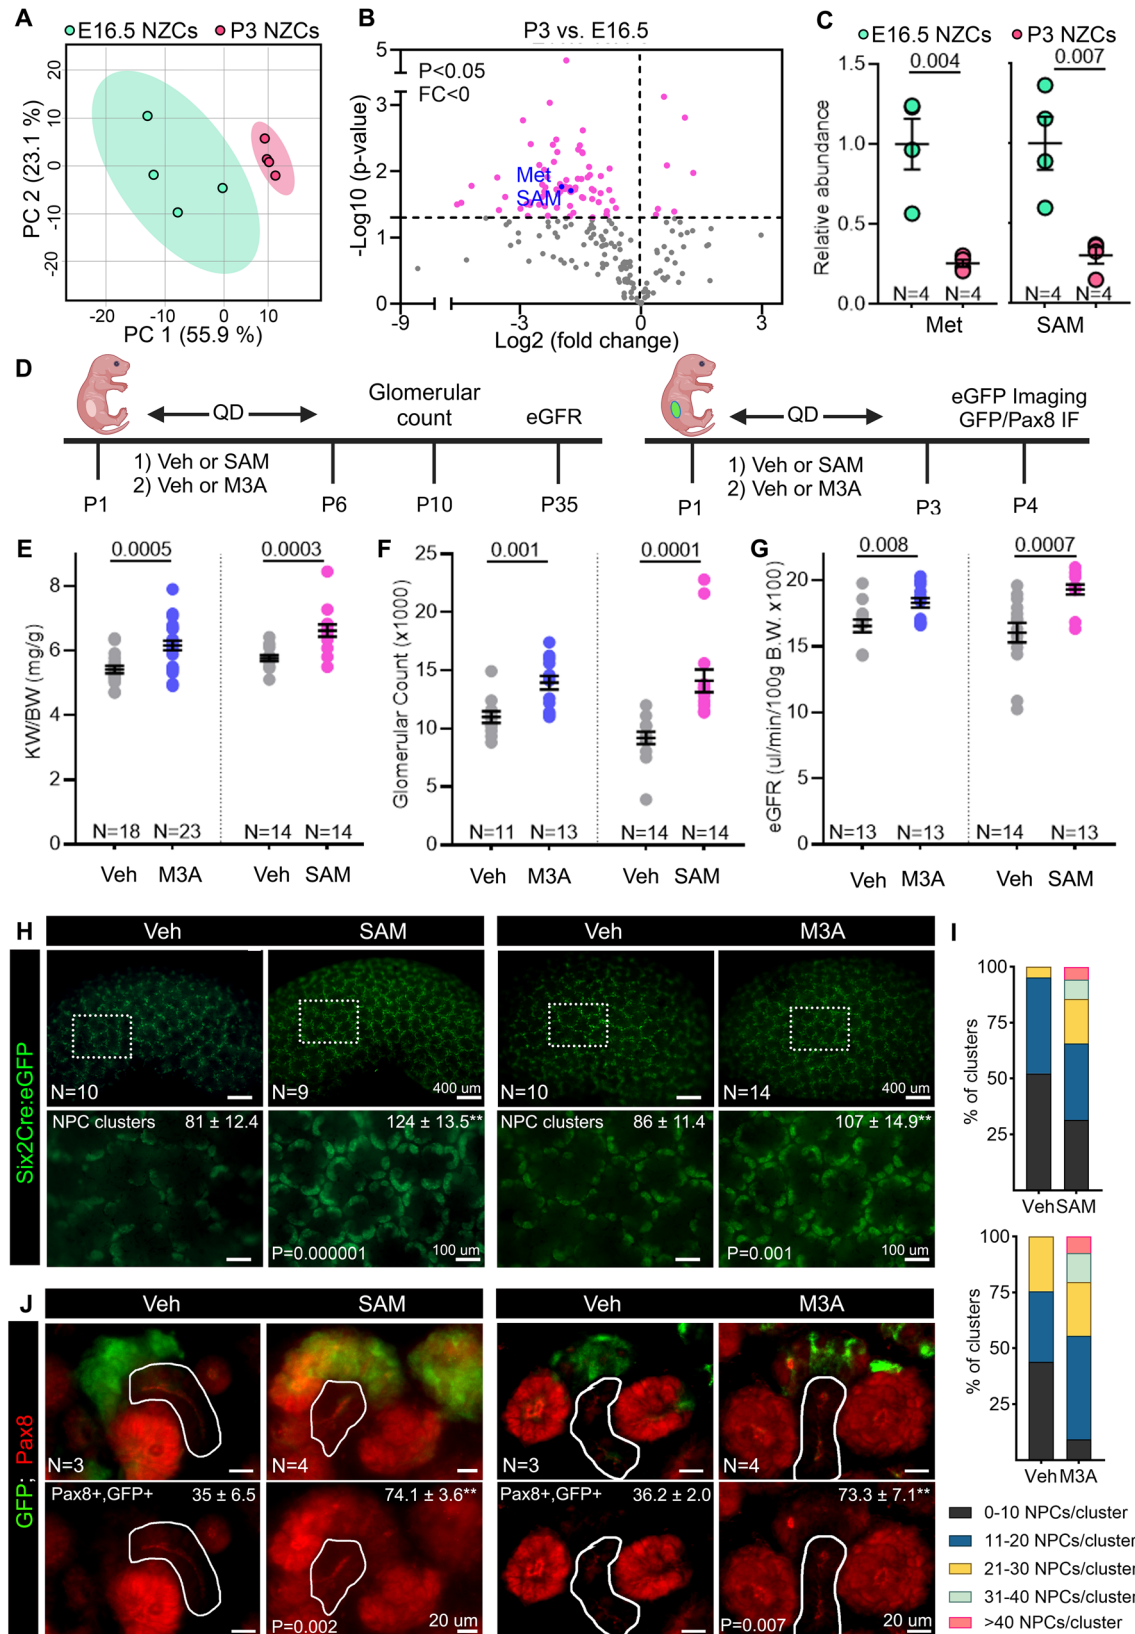 A
E16.5 NZCs P3 NZCs
20
10
0
-10
-20
PC 2 (23.1 %)
-20 -10 0 10
PC 1 (55.9 %)
B
P3 vs. E16.5
P<0.05
FC<0
5
3
2
1
0
-Log10 (p-value)
Met
SAM
-9 -3 0 3
Log2 (fold change)
C
E16.5 NZCs P3 NZCs
0.004 0.007
1.5
1.0
0.5
0.0
Relative abundance
N=4 N=4 N=4 N=4
Met SAM
D
QD
Glomerular
count
eGFR
1) Veh or SAM
2) Veh or M3A
P1 P6 P10 P35
QD
eGFP Imaging
GFP/Pax8 IF
1) Veh or SAM
2) Veh or M3A
P1 P3 P4
E
0.0005 0.0003
8
6
4
2
0
KW/BW (mg/g)
N=18 N=23 N=14 N=14
Veh M3A Veh SAM
F
0.001 0.0001
25
20
15
10
5
0
Glomerular Count (x1000)
N=11 N=13 N=14 N=14
Veh M3A Veh SAM
G
0.008 0.0007
20
15
10
5
0
eGFR (ul/min/100g B.W. x100)
N=13 N=13 N=14 N=13
Veh M3A Veh SAM
H
Veh SAM Veh M3A
Six2Cre:eGFP
N=10
N=9 400 um
N=10
N=14 400 um
NPC clusters 81 ± 12.4
124 ± 13.5**
NPC clusters 86 ± 11.4
107 ± 14.9**
P=0.000001 100 um
P=0.001 100 um
I
100
75
50
25
% of clusters
Veh SAM
100
75
50
25
% of clusters
Veh M3A
0-10 NPCs/cluster
11-20 NPCs/cluster
21-30 NPCs/cluster
31-40 NPCs/cluster
>40 NPCs/cluster
J
Veh SAM Veh M3A
GFP; Pax8
N=3
N=4
N=3
N=4
Pax8+,GFP+ 35 ± 6.5
74.1 ± 3.6**
Pax8+,GFP+ 36.2 ± 2.0
73.3 ± 7.1**
P=0.002 20 um
P=0.007 20 um